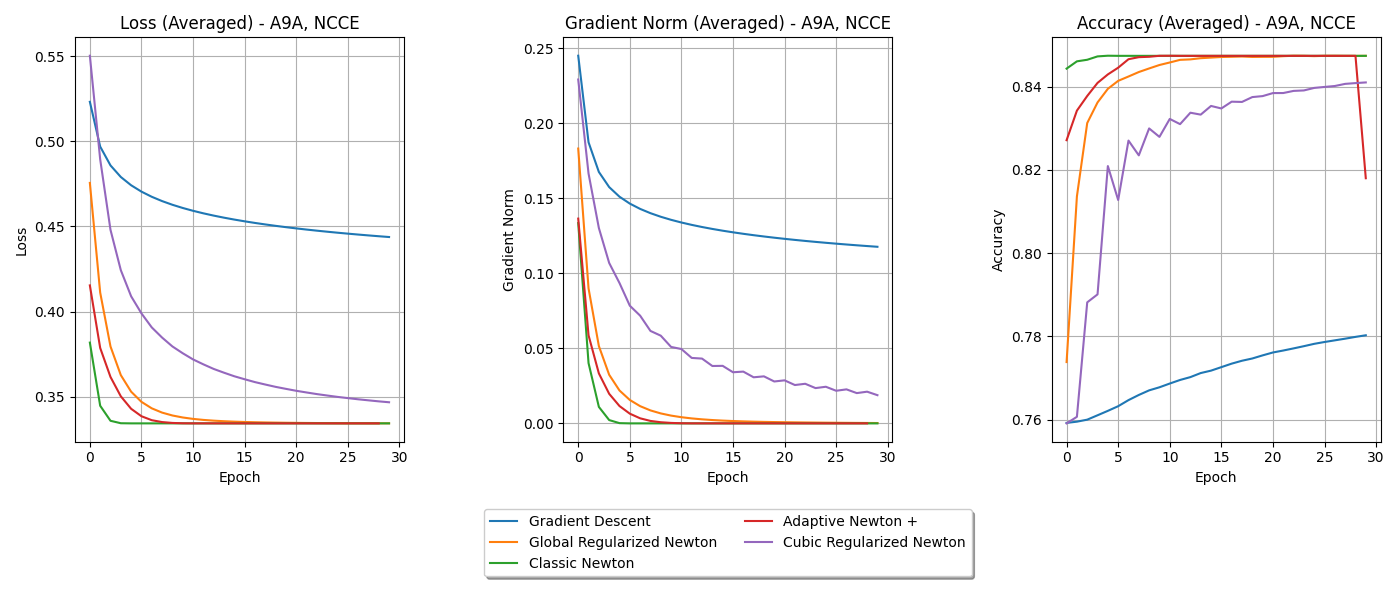 Loss (Averaged) - A9A, NCCE
0.55
0.50
0.45
0.40
0.35
Loss
0 5 10 15 20 25 30
Epoch
Gradient Norm (Averaged) - A9A, NCCE
0.25
0.20
0.15
0.10
0.05
0.00
Gradient Norm
0 5 10 15 20 25 30
Epoch
Accuracy (Averaged) - A9A, NCCE
0.84
0.82
0.80
0.78
0.76
Accuracy
0 5 10 15 20 25 30
Epoch
Gradient Descent
Global Regularized Newton
Classic Newton
Adaptive Newton +
Cubic Regularized Newton